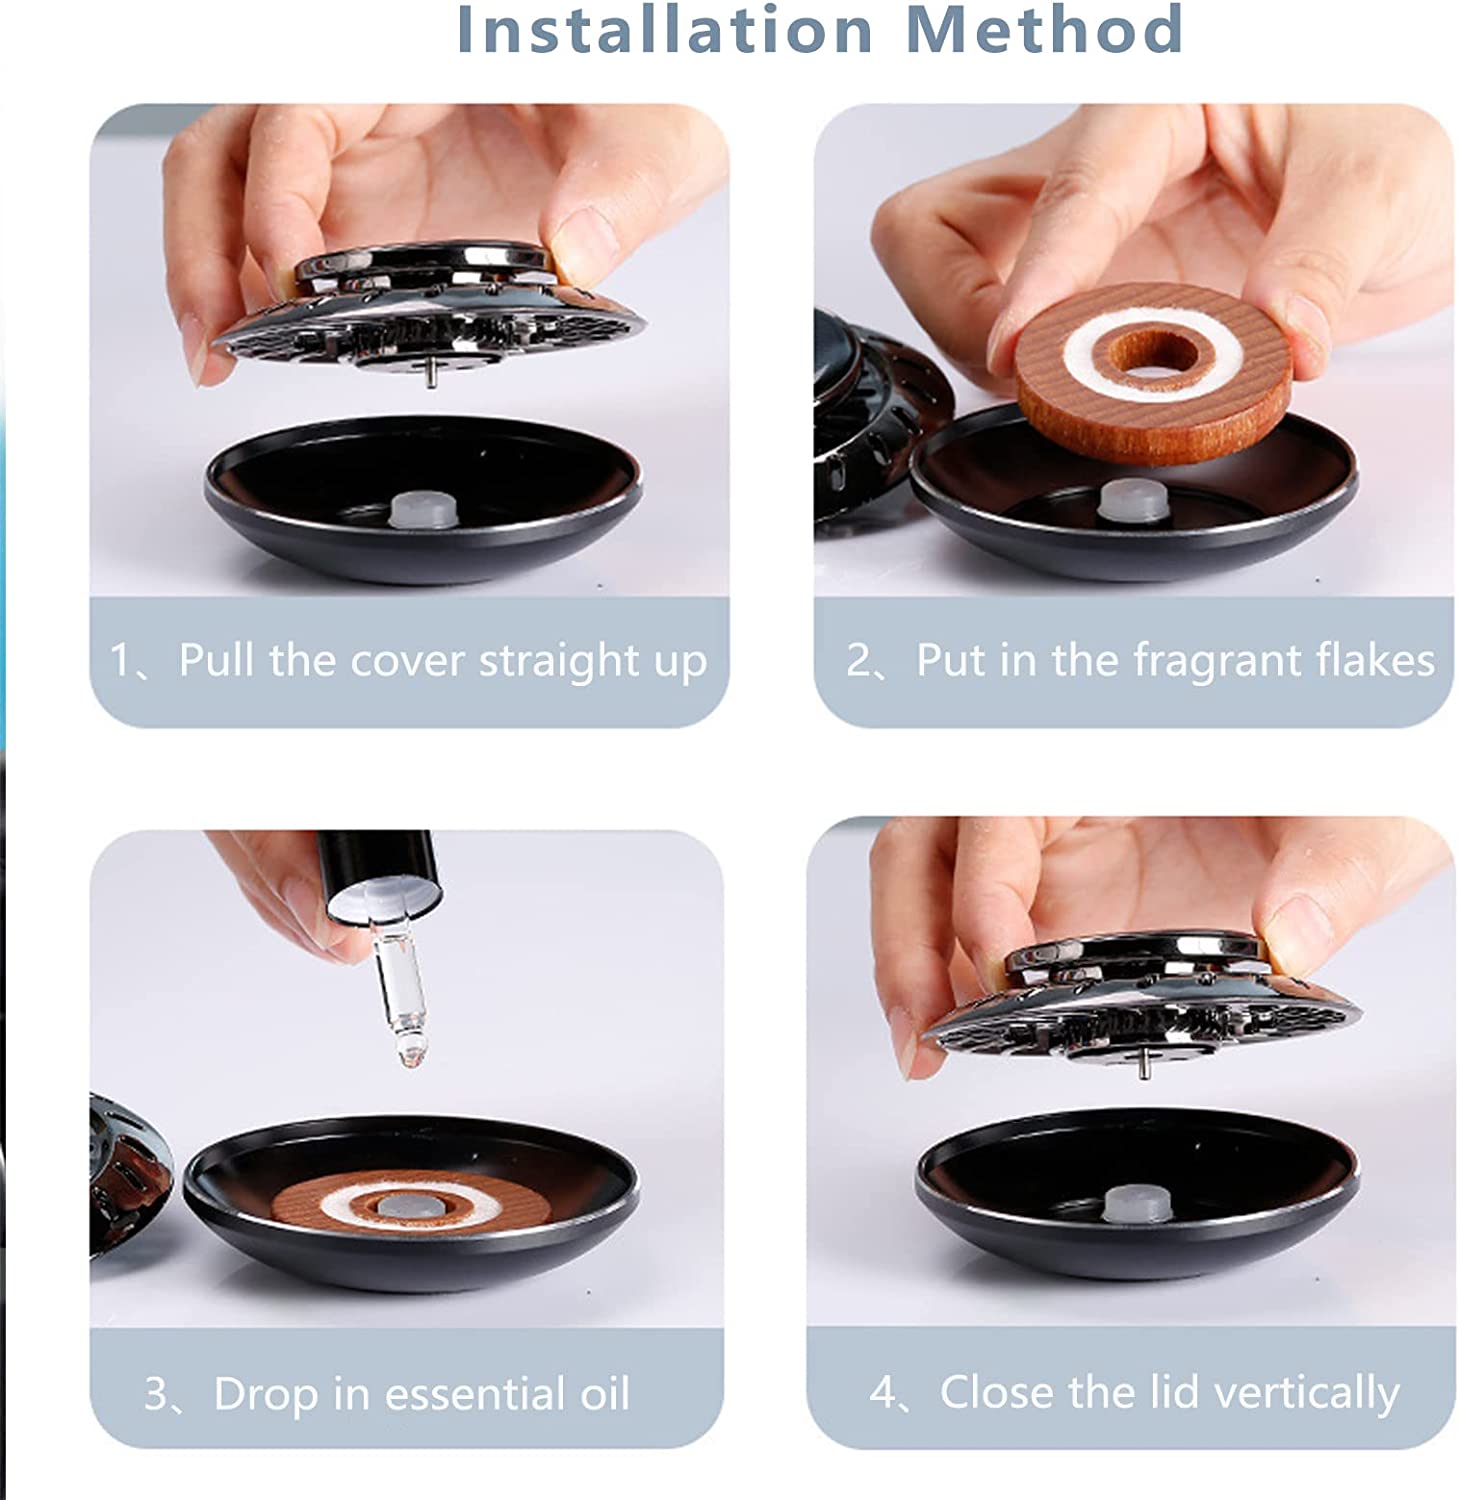 Installation Method
1、Pull the cover straight up
2、Put in the fragrant flakes
3、Drop in essential oil
4、Close the lid vertically